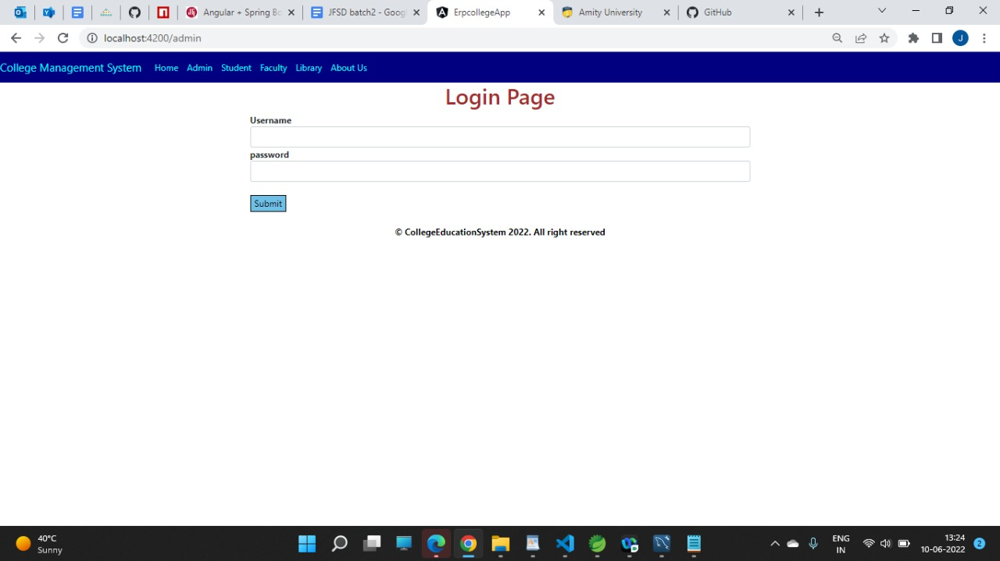 Angular + Spring Bo
JFSD batch2 - Goog
ErpcollegeApp
Amity University
GitHub
localhost:4200/admin
J
College Management System Home Admin Student Faculty Library About Us
Login Page
Username
password
Submit
© CollegeEducationSystem 2022. All right reserved
40°C
Sunny
ENG
IN
13:24
10-06-2022
2